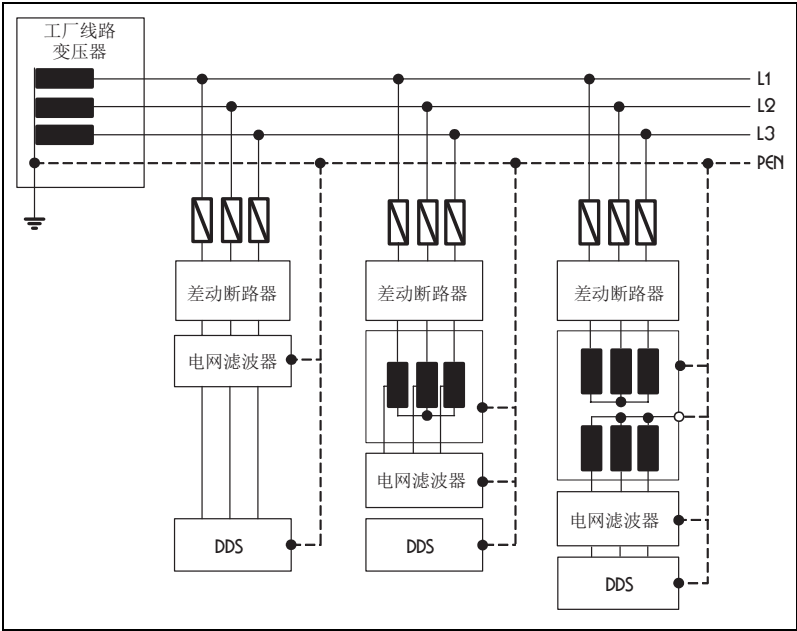 工厂线路
变压器
L1
L2
L3
PEN
差动断路器
差动断路器
差动断路器
电网滤波器
电网滤波器
电网滤波器
DDS
DDS
DDS